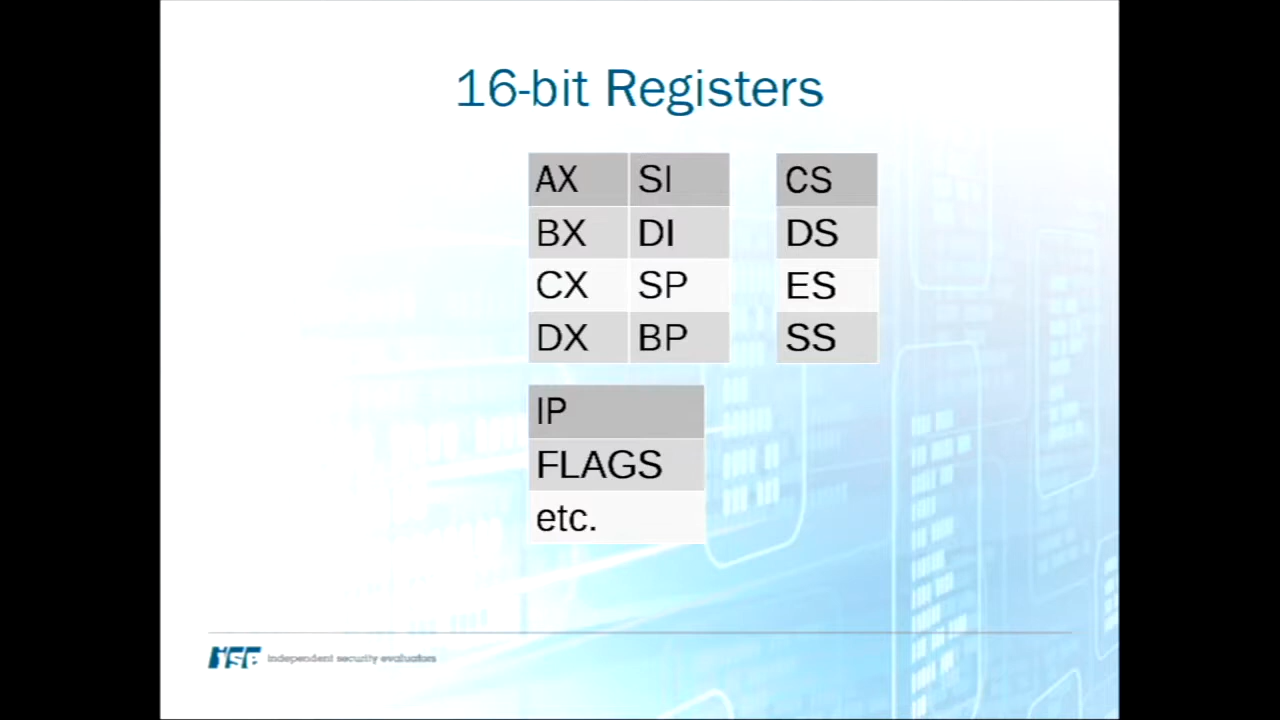 16-bit Registers
AX SI CS
BX DI DS
CX SP ES
DX BP SS
IP
FLAGS
etc.
ise independent security evaluators